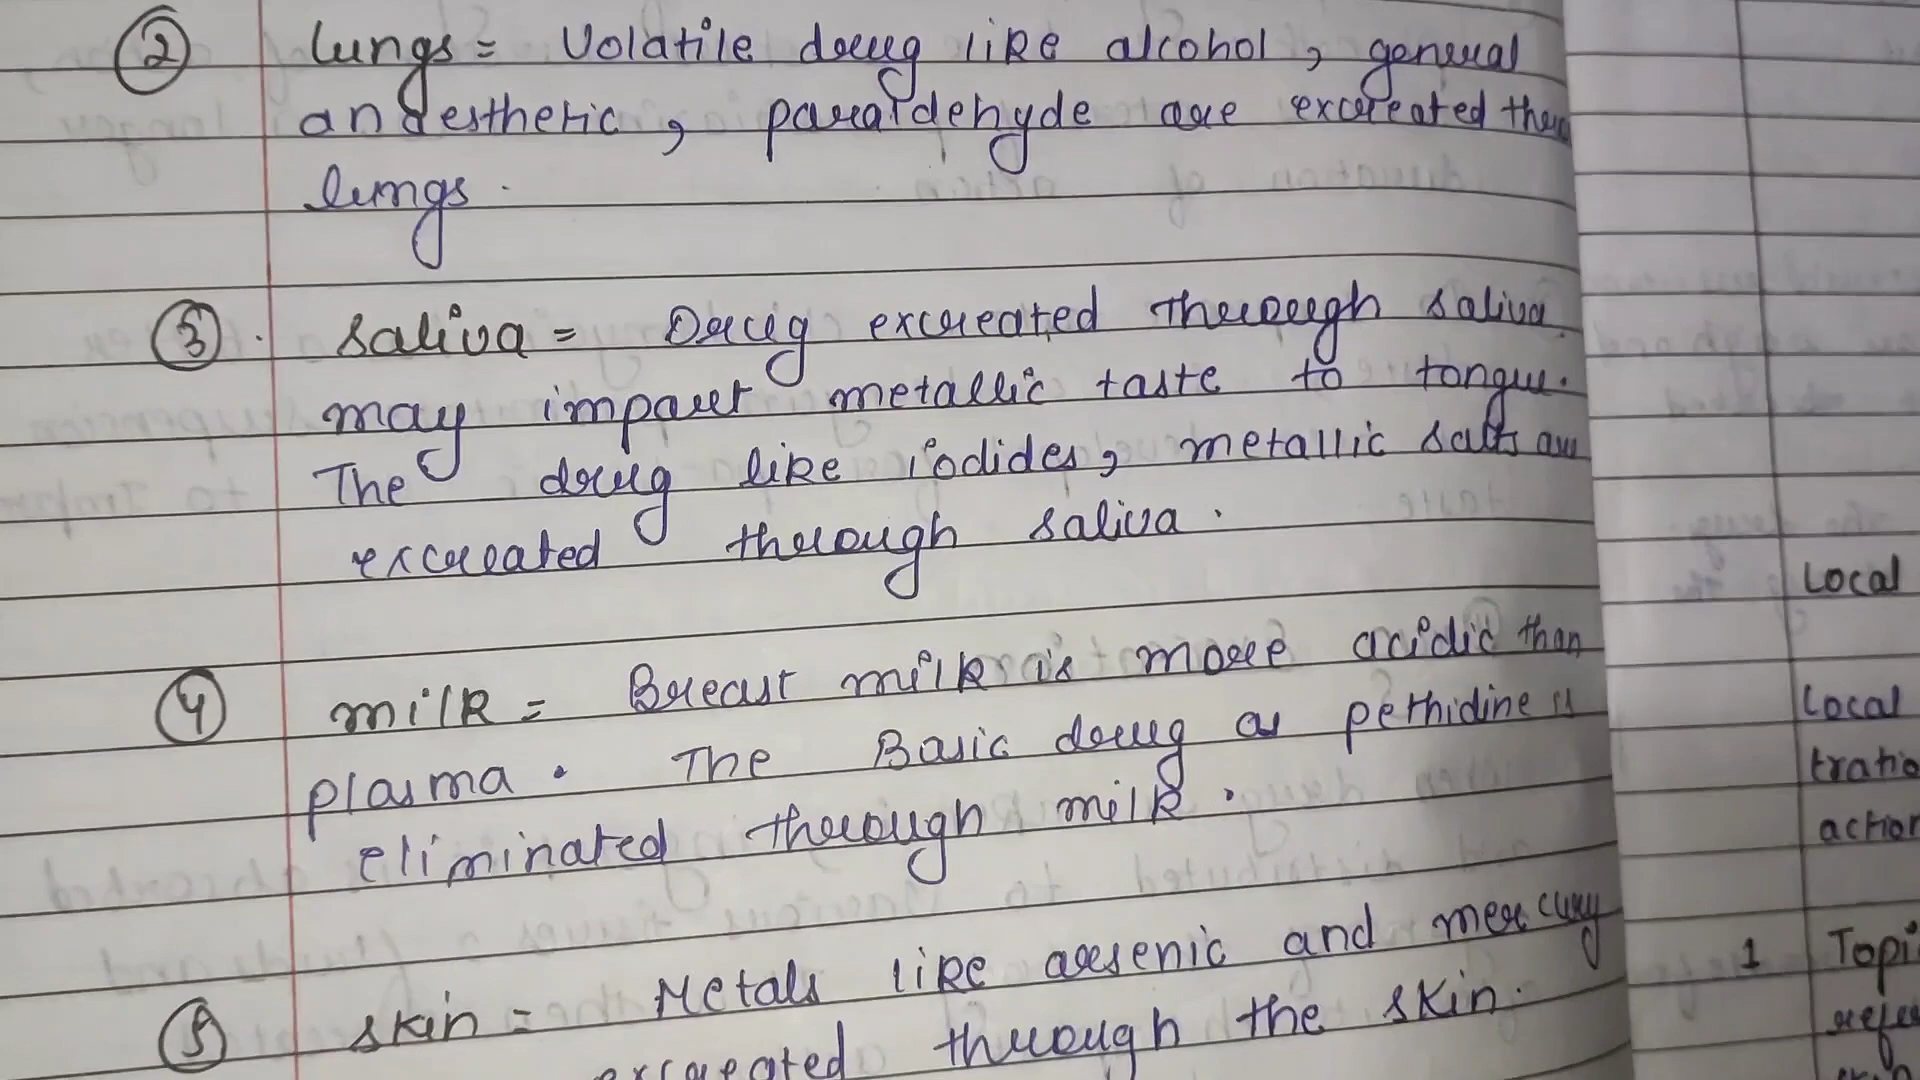 ② lungs = Volatile drug like alcohol, general
anaesthetic, paraldehyde are excreated thru
lungs.
③. saliva = Drug excreated through saliva
may impart metallic taste to tongue.
The drug like iodides, metallic salts are
excreated through saliva.
④ milk = Breast milk is more acidic than
plasma. The Basic drug as pethidine is
eliminated through milk.
⑤ skin = Metals like arsenic and mercury
excreated through the skin.
Local
Local
tratio
action
1 Topi
refer